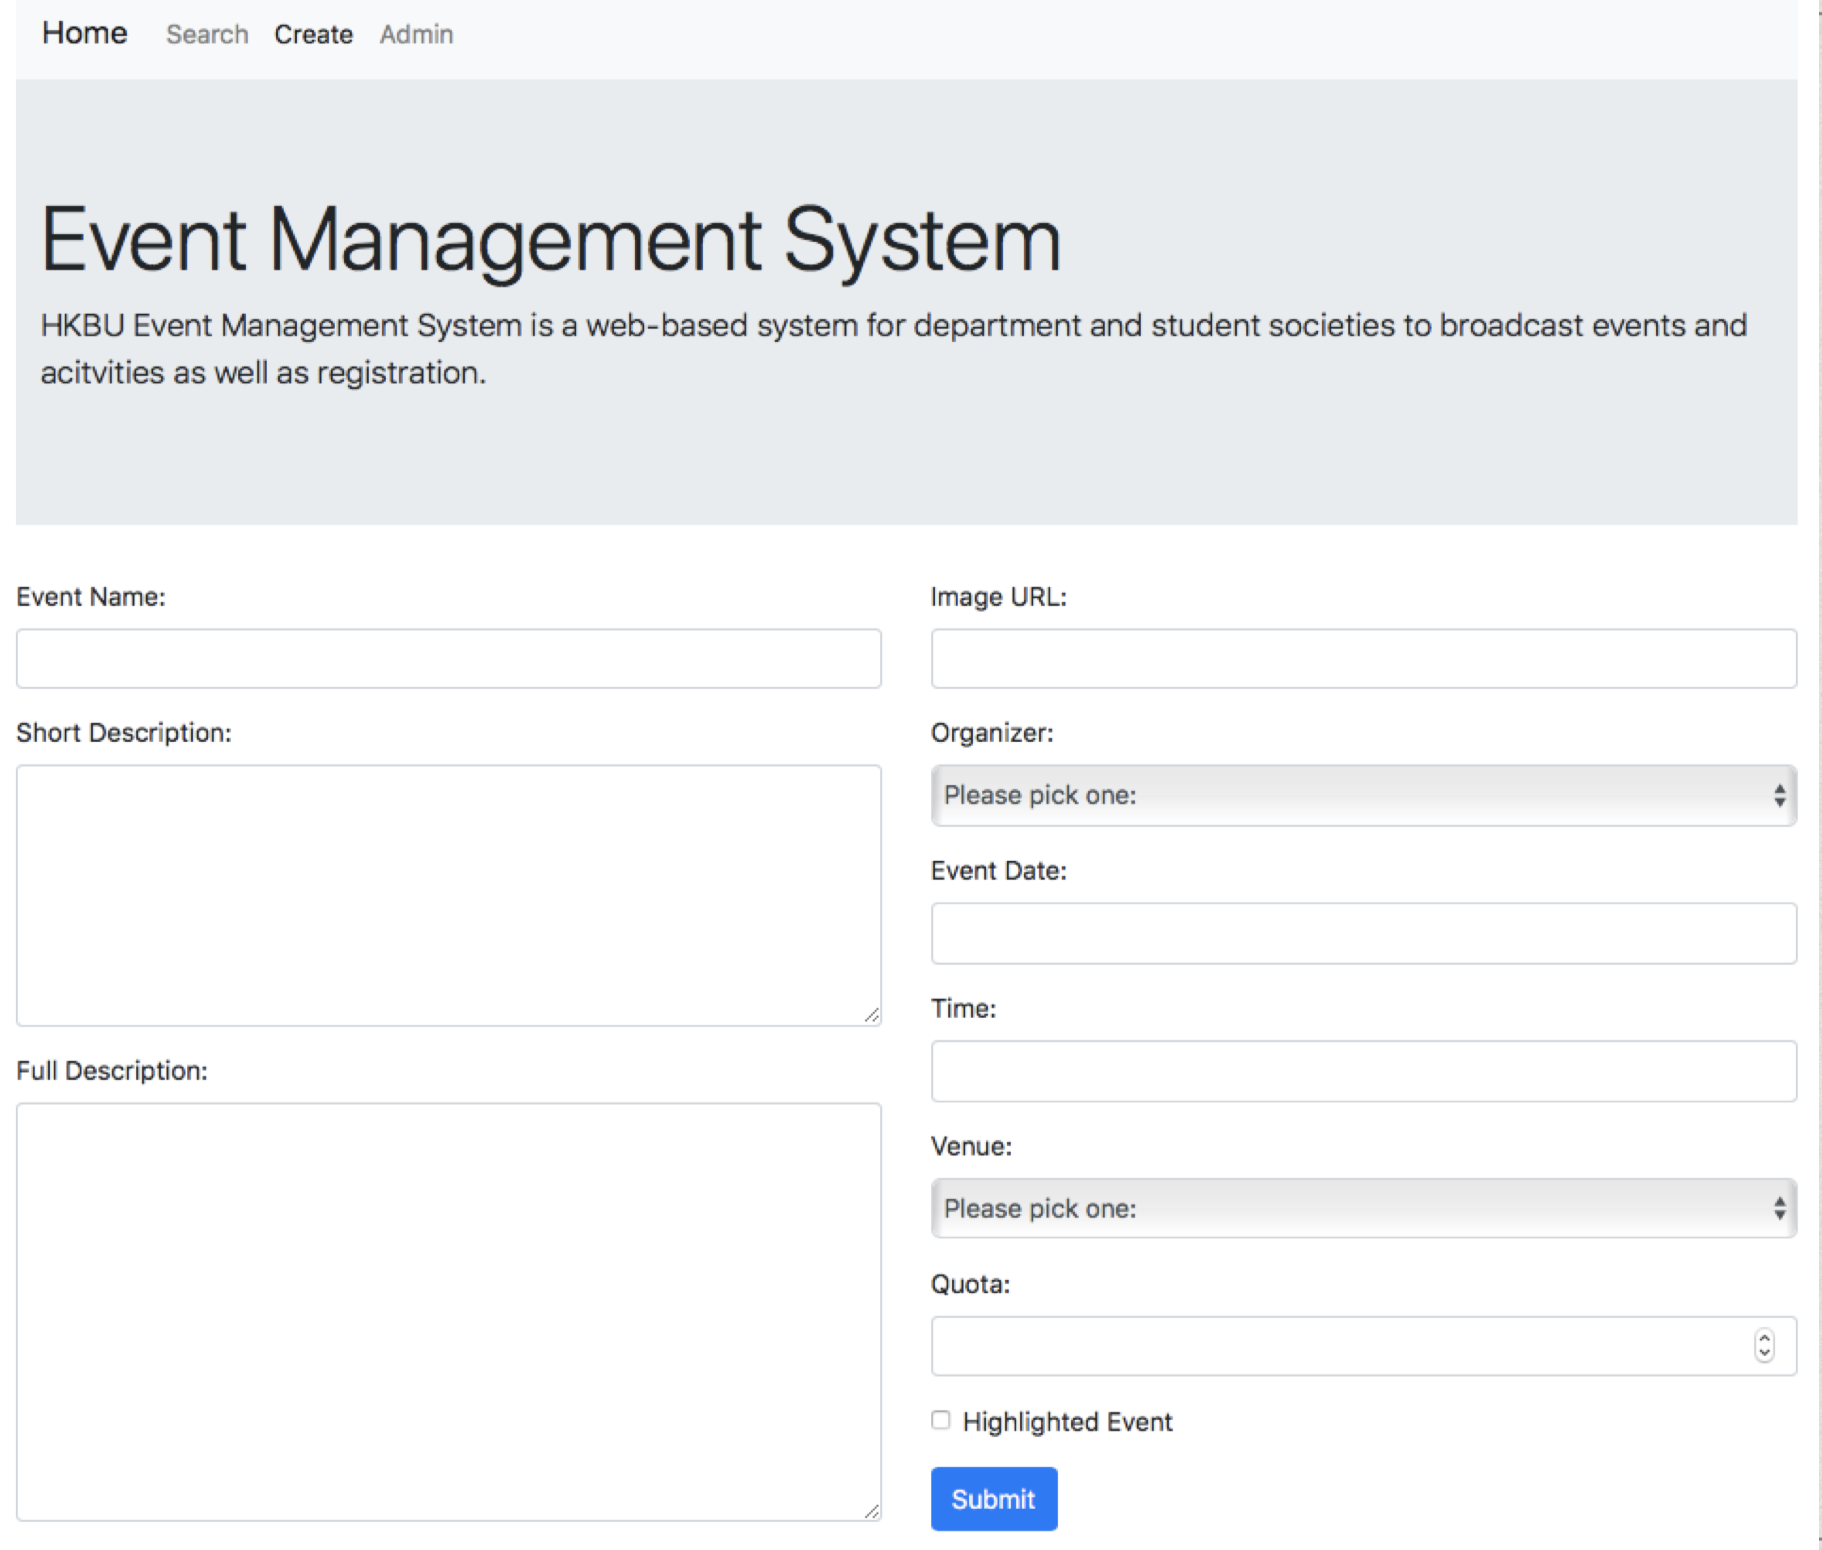 Home Search Create Admin
Event Management System
HKBU Event Management System is a web-based system for department and student societies to broadcast events and
acitvities as well as registration.
Event Name:
Short Description:
Full Description:
Image URL:
Organizer:
Please pick one:
Event Date:
Time:
Venue:
Please pick one:
Quota:
Highlighted Event
Submit